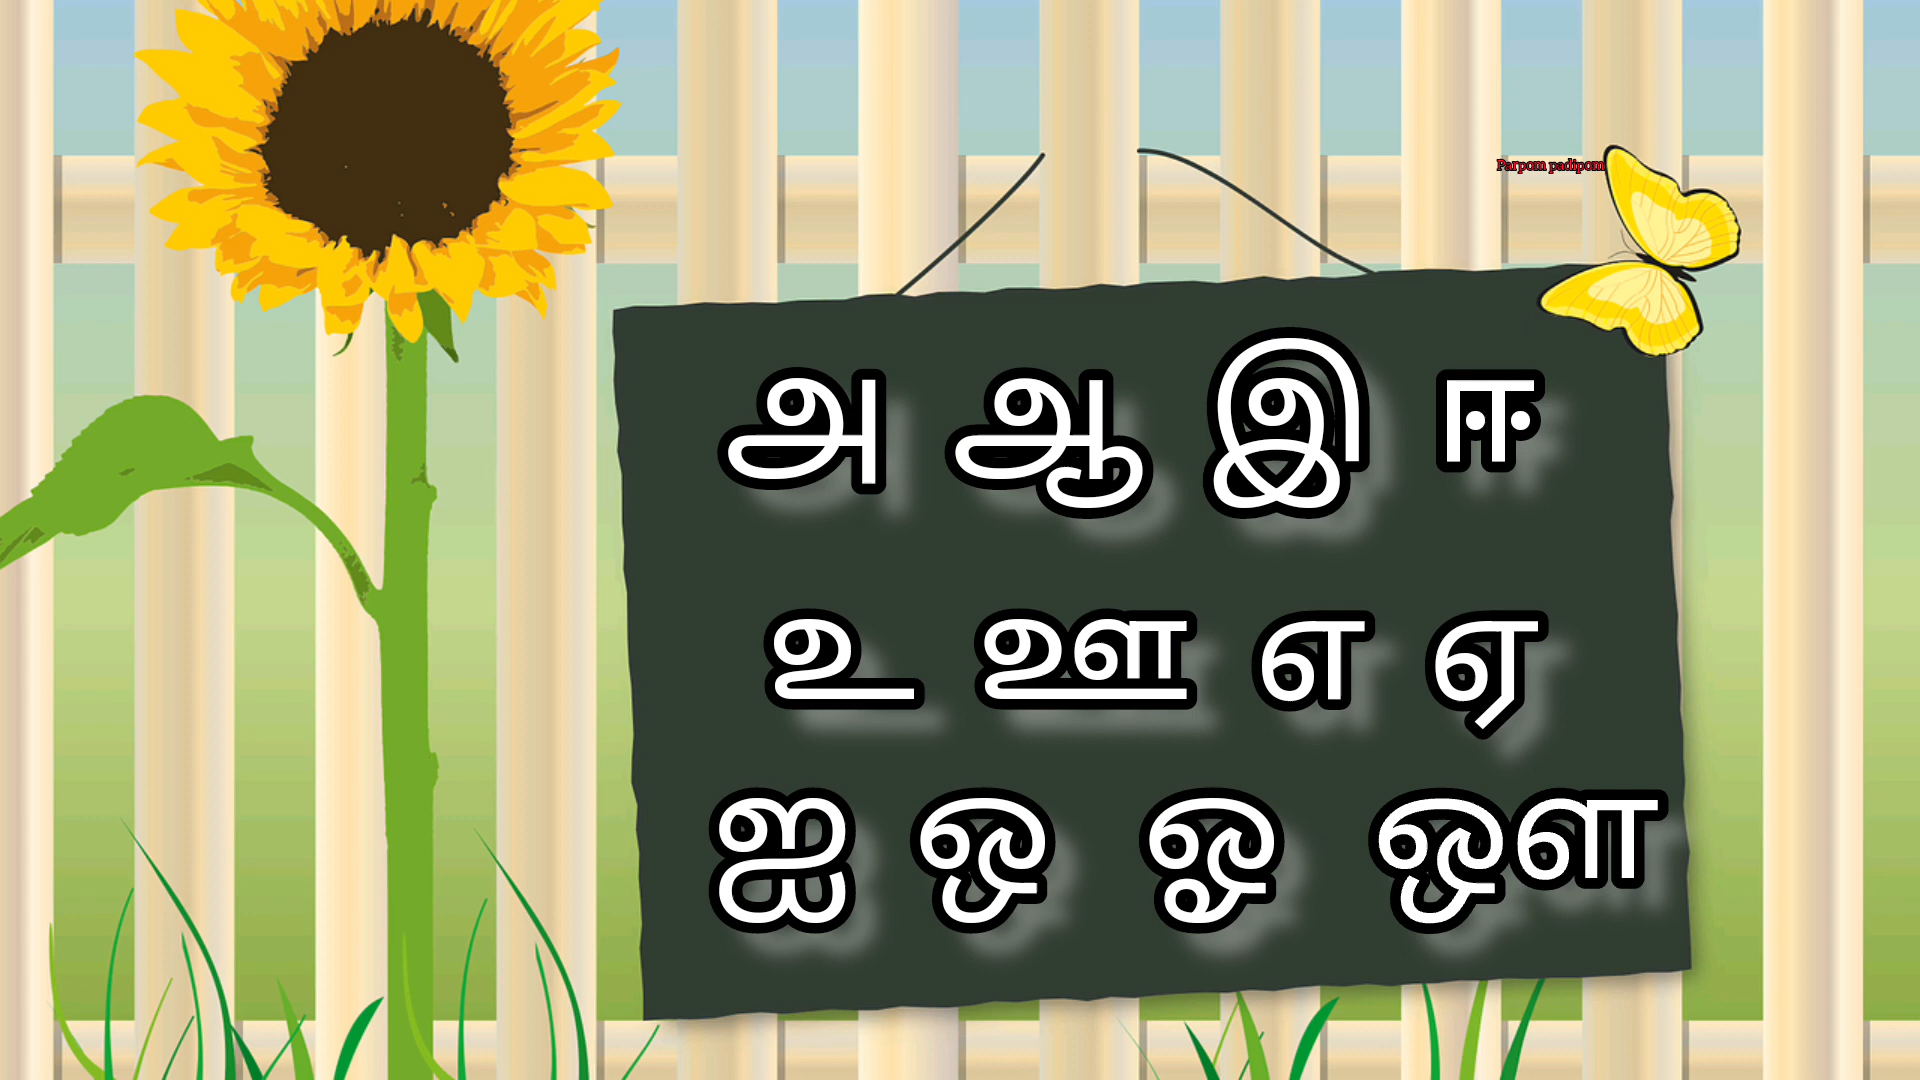 Parpom padipom
அ ஆ இ ஈ
உ ஊ எ ஏ
ஐ ஒ ஓ ஔ